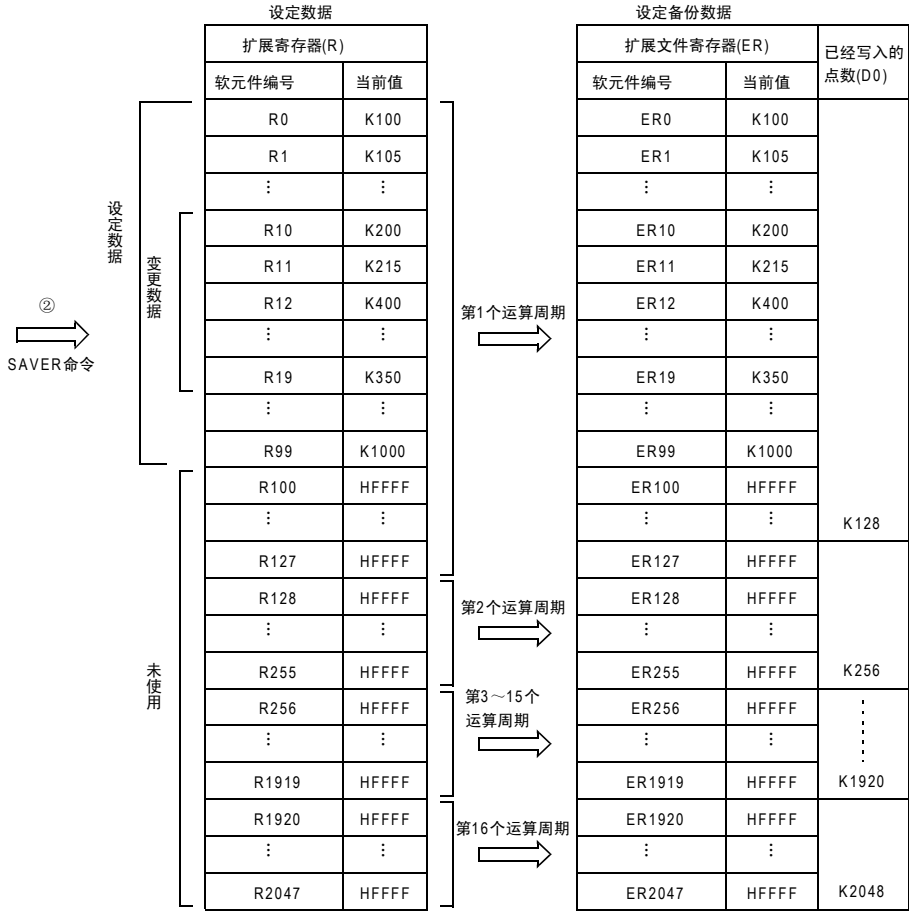 设定数据
设定备份数据
扩展寄存器(R)
扩展文件寄存器(ER)
已经写入的
点数(D0)
软元件编号 当前值
软元件编号 当前值
R0 K100
ER0 K100
R1 K105
ER1 K105
⋮ ⋮
⋮ ⋮
设定数据
R10 K200
ER10 K200
变更数据
R11 K215
ER11 K215
②
SAVER命令
R12 K400
第1个运算周期
ER12 K400
⋮ ⋮
⋮ ⋮
R19 K350
ER19 K350
⋮ ⋮
⋮ ⋮
R99 K1000
ER99 K1000
R100 HFFFF
ER100 HFFFF
⋮ ⋮
⋮ ⋮
K128
R127 HFFFF
ER127 HFFFF
R128 HFFFF
第2个运算周期
ER128 HFFFF
⋮ ⋮
⋮ ⋮
未使用
R255 HFFFF
ER255 HFFFF
K256
R256 HFFFF
第3～15个
运算周期
ER256 HFFFF
⋮ ⋮
⋮ ⋮
R1919 HFFFF
ER1919 HFFFF
K1920
R1920 HFFFF
第16个运算周期
ER1920 HFFFF
⋮ ⋮
⋮ ⋮
R2047 HFFFF
ER2047 HFFFF
K2048